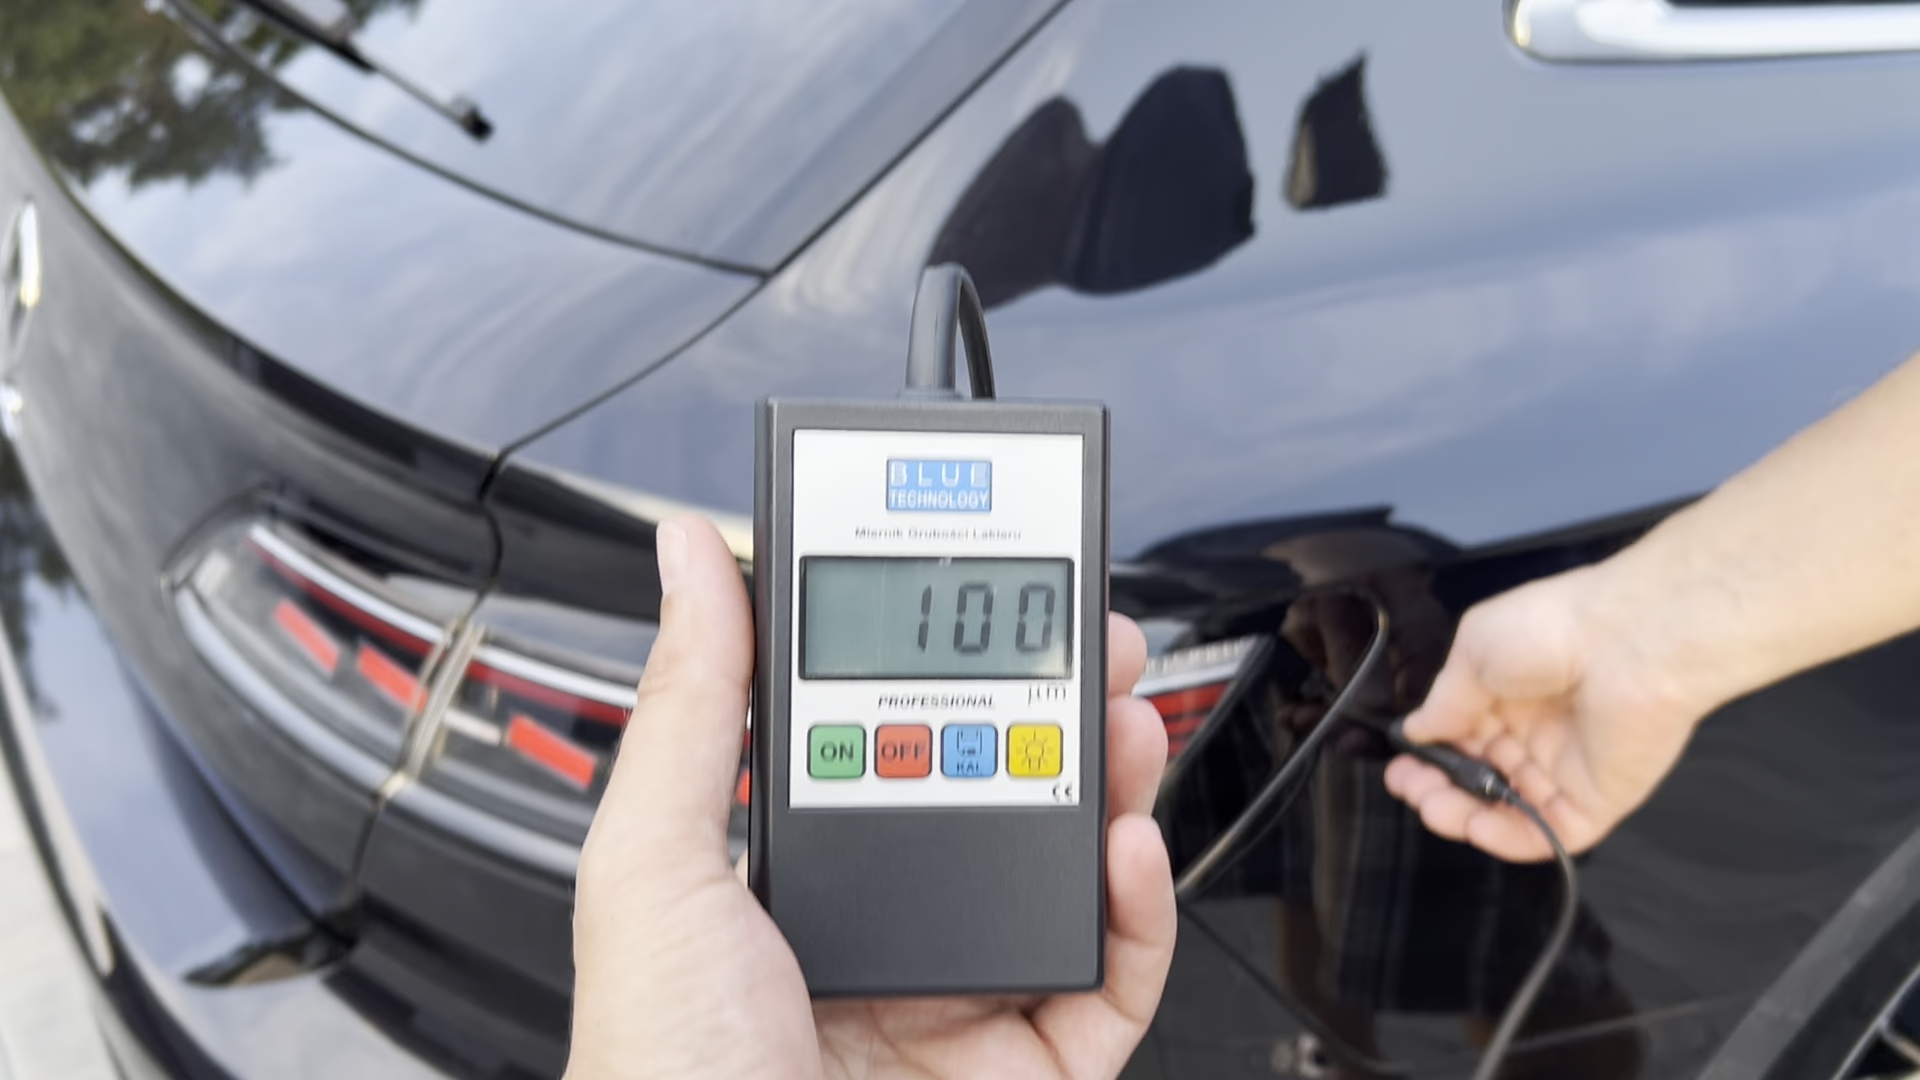 BLUE
TECHNOLOGY
Miernik Grubości Lakieru
100
µm
PROFESSIONAL
ON
OFF
KAL
CE